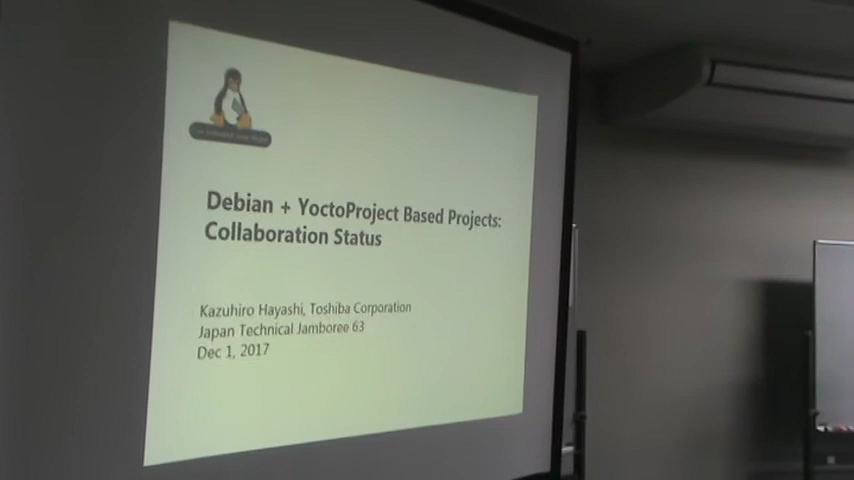 Debian + YoctoProject Based Projects:
Collaboration Status
Kazuhiro Hayashi, Toshiba Corporation
Japan Technical Jamboree 63
Dec 1, 2017